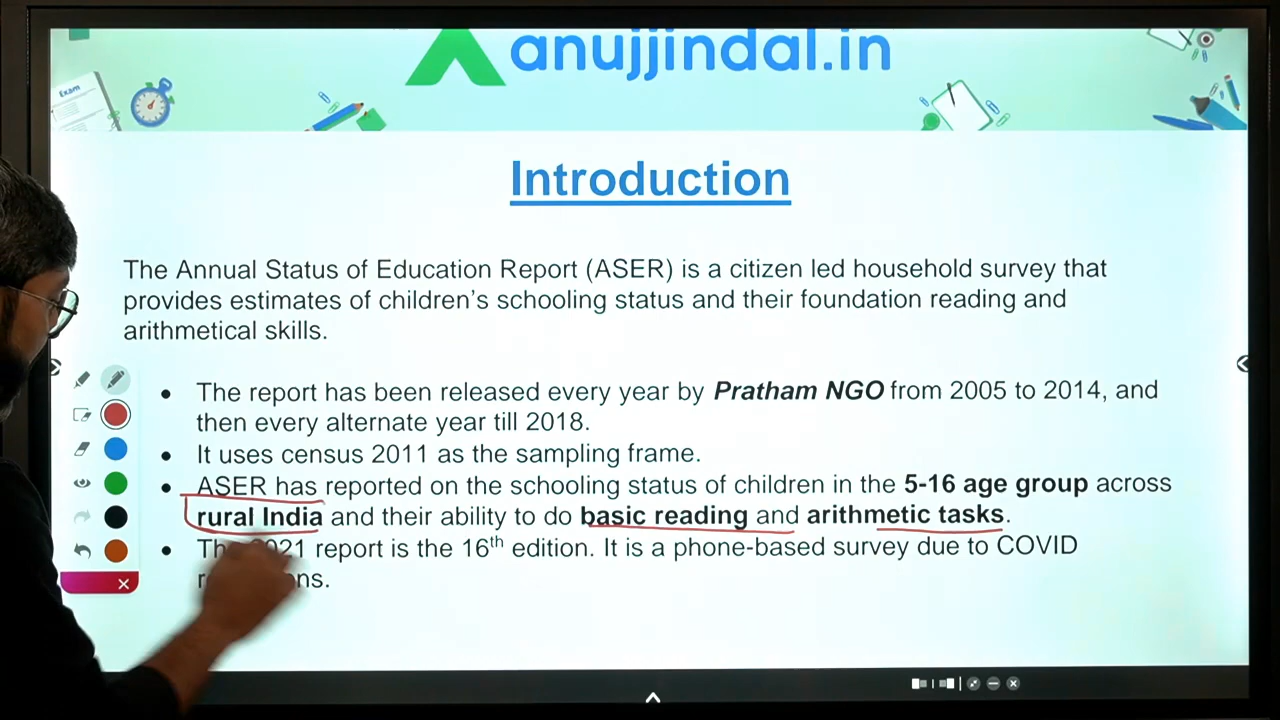 anujjindal.in
Exam
Introduction
The Annual Status of Education Report (ASER) is a citizen led household survey that
provides estimates of children's schooling status and their foundation reading and
arithmetical skills.
• The report has been released every year by Pratham NGO from 2005 to 2014, and
then every alternate year till 2018.
• It uses census 2011 as the sampling frame.
• ASER has reported on the schooling status of children in the 5-16 age group across
rural India and their ability to do basic reading and arithmetic tasks.
• The 2021 report is the 16th edition. It is a phone-based survey due to COVID